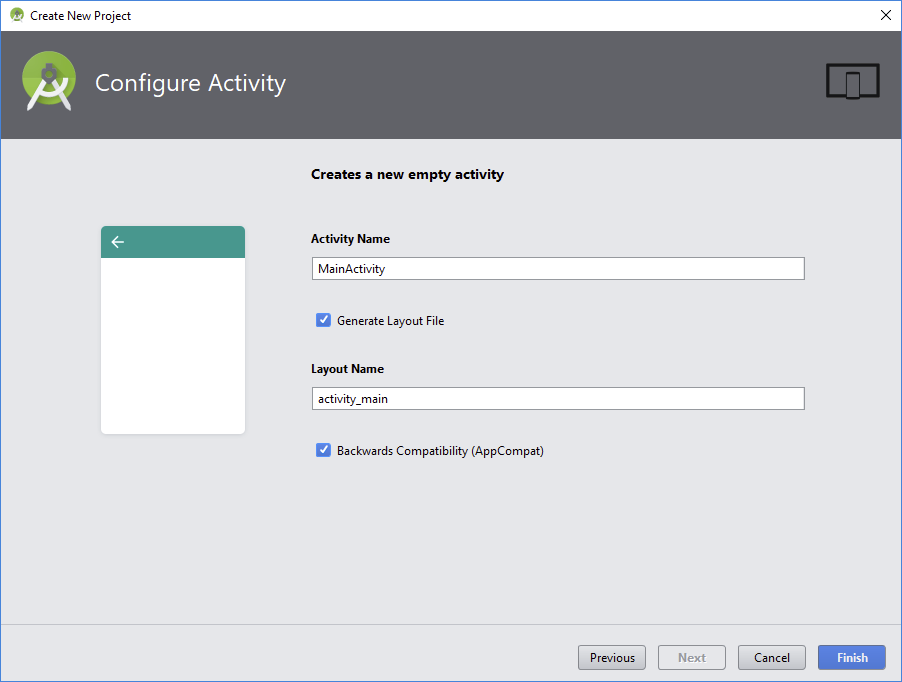 Create New Project
Configure Activity
Creates a new empty activity
Activity Name
MainActivity
Generate Layout File
Layout Name
activity_main
Backwards Compatibility (AppCompat)
Previous
Next
Cancel
Finish